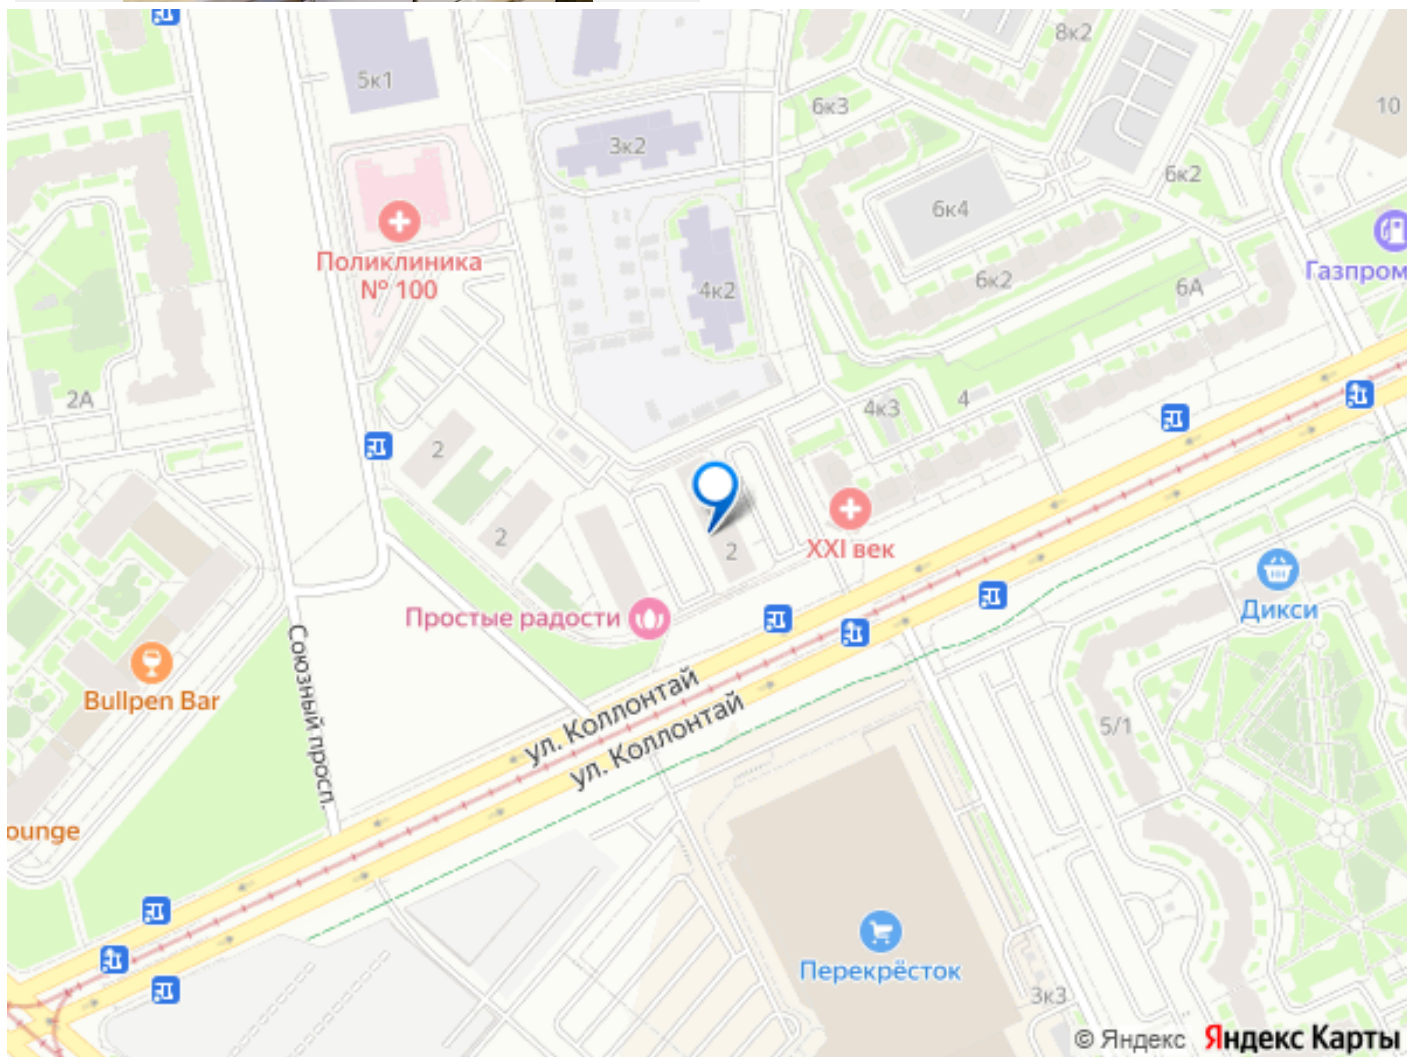 8к2
5к1
6к3
10
3к2
6к2
6к4
Поликлиника
№ 100
Газпром
4к2
6к2
6А
2А
4к3
4
2
2
2
XXI век
Дикси
Простые радости
Bullpen Bar
Союзный просп.
ул. Коллонтай
ул. Коллонтай
5/1
ounge
Перекрёсток
3к3
© Яндекс Яндекс Карты